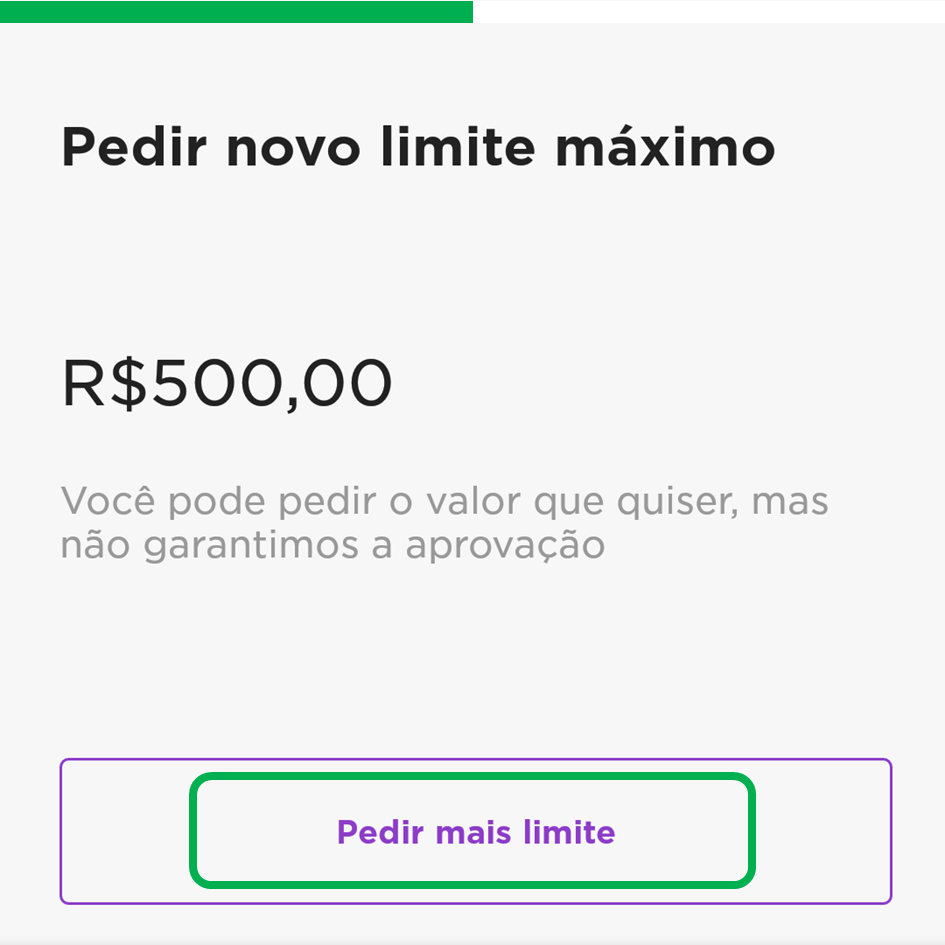 Pedir novo limite máximo
R$500,00
Você pode pedir o valor que quiser, mas
não garantimos a aprovação
Pedir mais limite